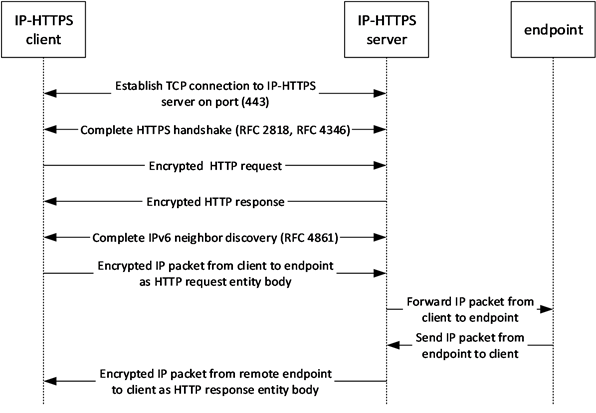 IP-HTTPS
client
IP-HTTPS
server
endpoint
Establish TCP connection to IP-HTTPS
server on port (443)
Complete HTTPS handshake (RFC 2818, RFC 4346)
Encrypted HTTP request
Encrypted HTTP response
Complete IPv6 neighbor discovery (RFC 4861)
Encrypted IP packet from client to endpoint
as HTTP request entity body
Forward IP packet from
client to endpoint
Send IP packet from
endpoint to client
Encrypted IP packet from remote endpoint
to client as HTTP response entity body